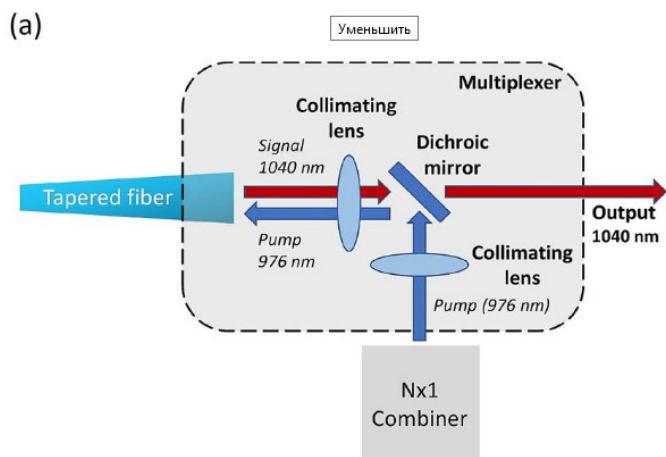 (a)
Уменьшить
Multiplexer
Collimating
lens
Dichroic
mirror
Signal
1040 nm
Tapered fiber
Pump
976 nm
Output
1040 nm
Collimating
lens
Pump (976 nm)
Nx1
Combiner